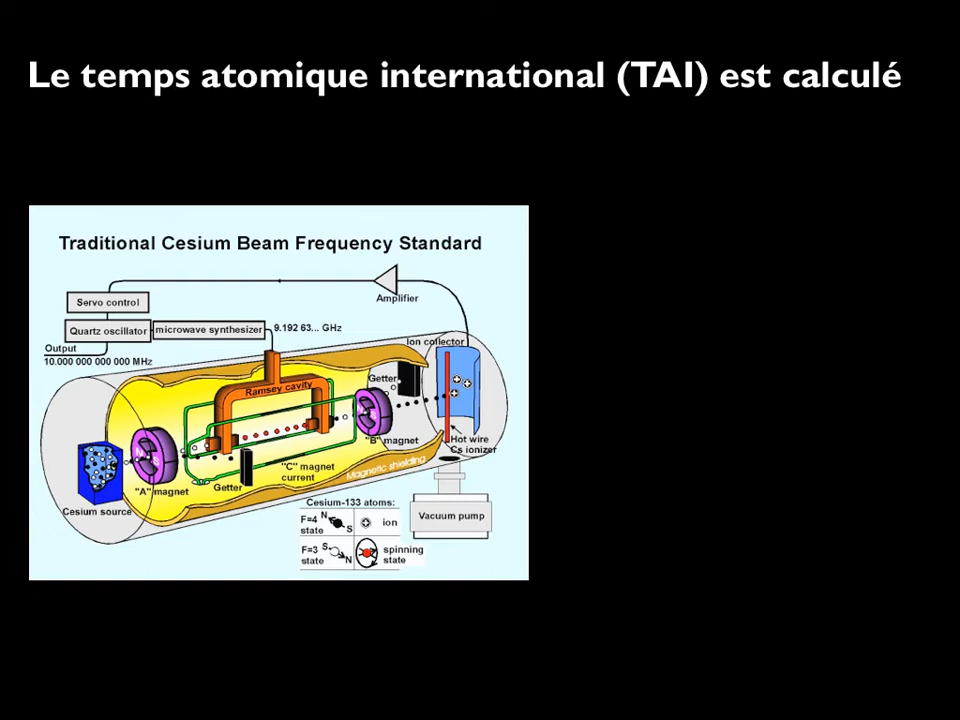 Le temps atomique international (TAI) est calculé
Traditional Cesium Beam Frequency Standard
Amplifier
Servo control
Quartz oscillator
microwave synthesizer
9.192 63... GHz
Output
10.000 000 000 000 MHz
Ion collector
Ramsey cavity
Getter
"B" magnet
Hot wire
Cs ionizer
N
S
"C" magnet
current
Magnetic shielding
"A" magnet
Getter
Cesium source
Cesium-133 atoms:
F=4
state
N
S
ion
F=3
state
S
N
spinning
state
Vacuum pump